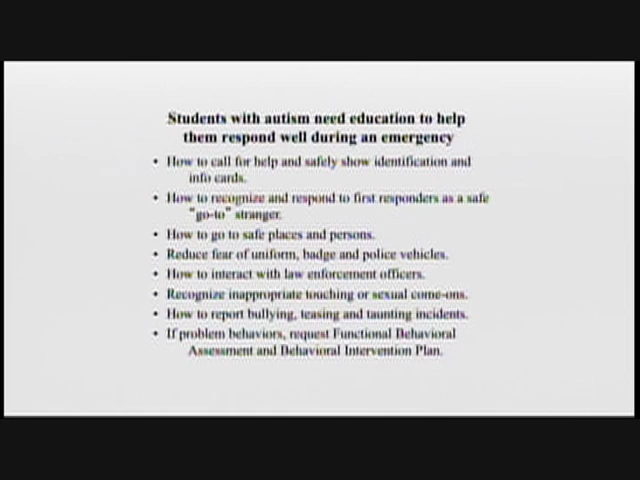 Students with autism need education to help
them respond well during an emergency
• How to call for help and safely show identification and
info cards.
• How to recognize and respond to first responders as a safe
"go-to" stranger.
• How to go to safe places and persons.
• Reduce fear of uniform, badge and police vehicles.
• How to interact with law enforcement officers.
• Recognize inappropriate touching or sexual come-ons.
• How to report bullying, teasing and taunting incidents.
• If problem behaviors, request Functional Behavioral
Assessment and Behavioral Intervention Plan.